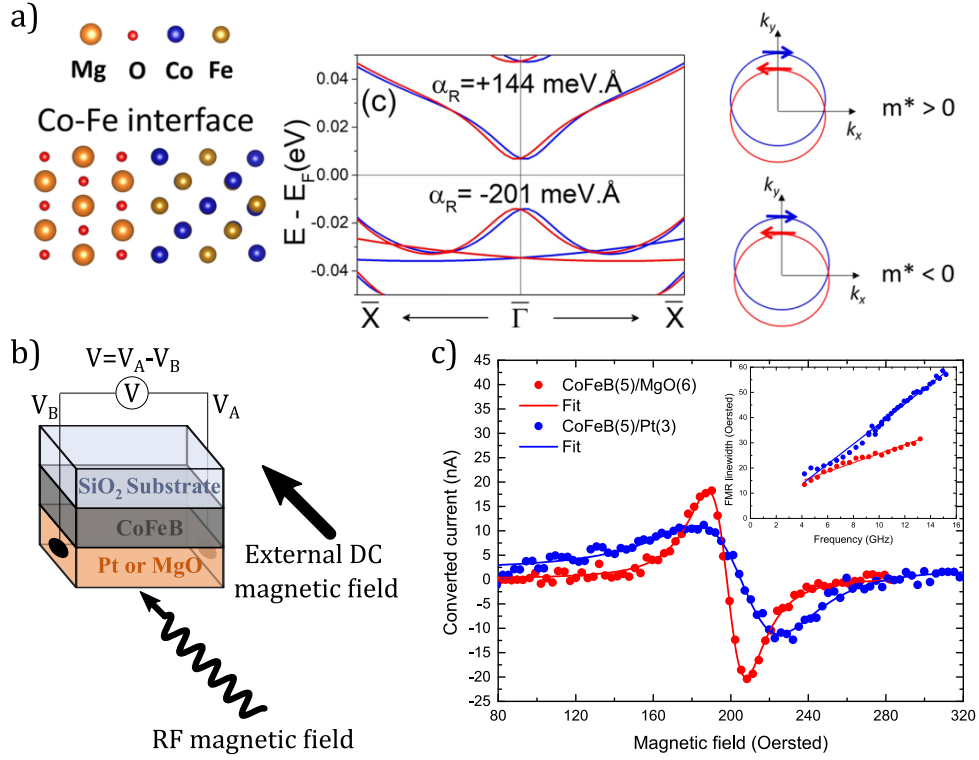 a)
Mg O Co Fe
Co-Fe interface
(c)
α_R=+144 meV.Å
α_R= -201 meV.Å
E - E_F(eV)
0.04
0.02
0.00
-0.02
-0.04
X̅ ← Γ̅ → X̅
k_y
k_x
m* > 0
k_y
k_x
m* < 0
b)
V=V_A-V_B
V_B V V_A
SiO₂ Substrate
CoFeB
Pt or MgO
External DC
magnetic field
RF magnetic field
c)
Converted current (nA)
45
40
35
30
25
20
15
10
5
0
-5
-10
-15
-20
-25
80 120 160 200 240 280 320
Magnetic field (Oersted)
CoFeB(5)/MgO(6)
Fit
CoFeB(5)/Pt(3)
Fit
FMR linewidth (Oersted)
60
50
40
30
20
10
0
0 2 4 6 8 10 12 14 16
Frequency (GHz)